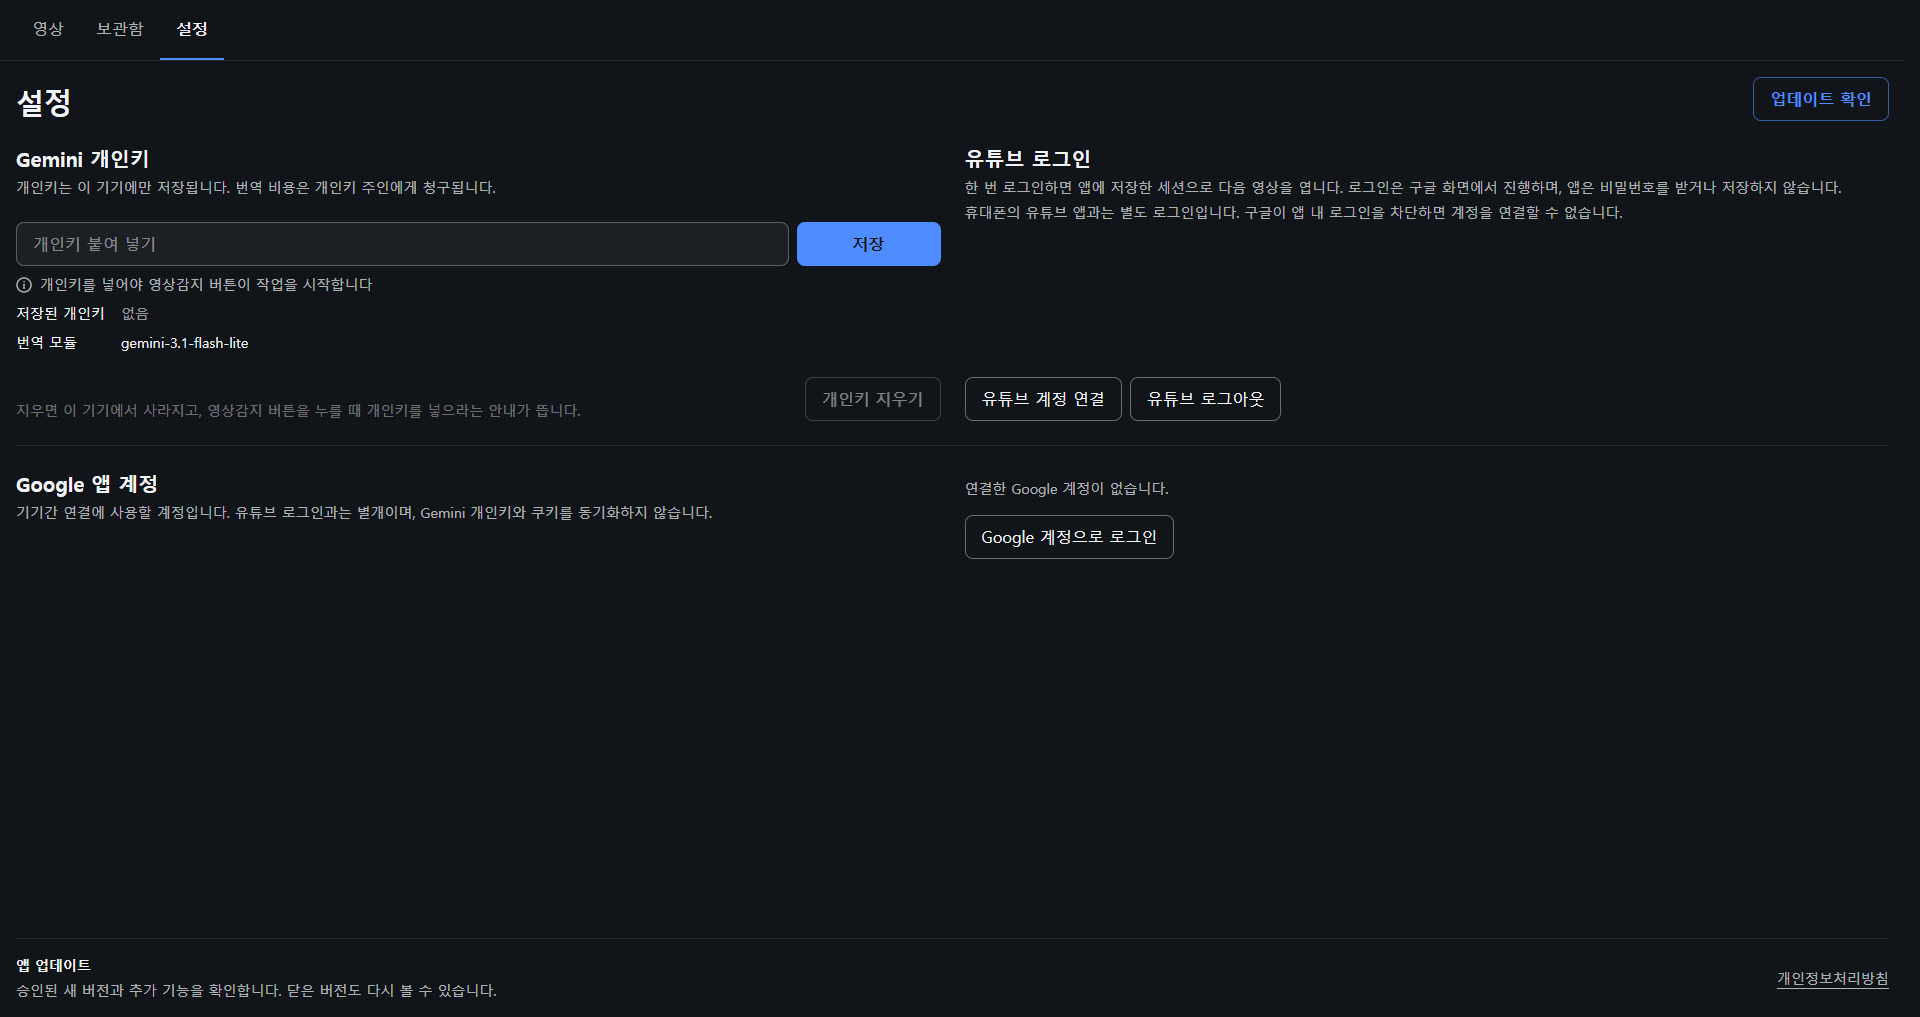 영상
보관함
설정
설정
업데이트 확인
Gemini 개인키
개인키는 이 기기에만 저장됩니다. 번역 비용은 개인키 주인에게 청구됩니다.
개인키 붙여 넣기
저장
개인키를 넣어야 영상감지 버튼이 작업을 시작합니다
저장된 개인키 없음
번역 모듈 gemini-3.1-flash-lite
지우면 이 기기에서 사라지고, 영상감지 버튼을 누를 때 개인키를 넣으라는 안내가 뜹니다.
개인키 지우기
유튜브 로그인
한 번 로그인하면 앱에 저장한 세션으로 다음 영상을 엽니다. 로그인은 구글 화면에서 진행하며, 앱은 비밀번호를 받거나 저장하지 않습니다.
휴대폰의 유튜브 앱과는 별도 로그인입니다. 구글이 앱 내 로그인을 차단하면 계정을 연결할 수 없습니다.
유튜브 계정 연결
유튜브 로그아웃
Google 앱 계정
기기간 연결에 사용할 계정입니다. 유튜브 로그인과는 별개이며, Gemini 개인키와 쿠키를 동기화하지 않습니다.
연결한 Google 계정이 없습니다.
Google 계정으로 로그인
앱 업데이트
승인된 새 버전과 추가 기능을 확인합니다. 닫은 버전도 다시 볼 수 있습니다.
개인정보처리방침